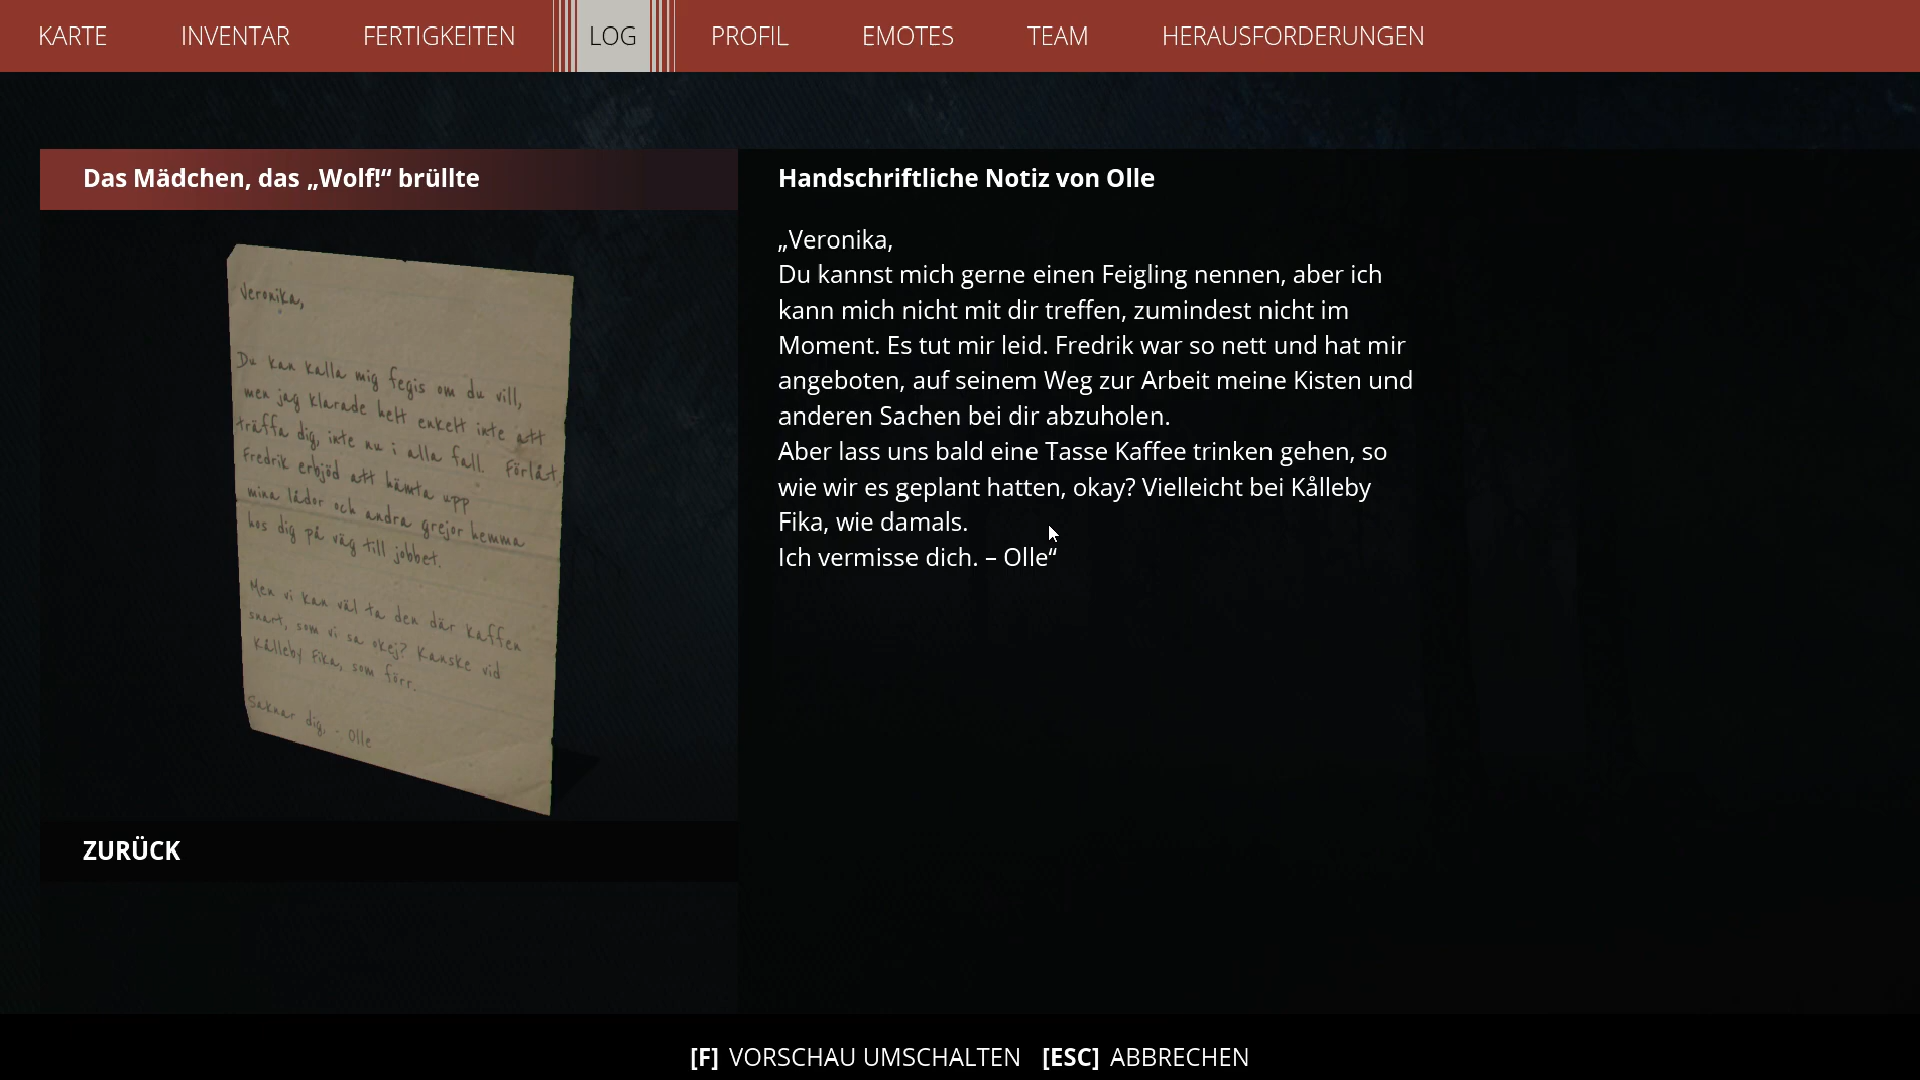 KARTE INVENTAR FERTIGKEITEN LOG PROFIL EMOTES TEAM HERAUSFORDERUNGEN
Das Mädchen, das „Wolf!“ brüllte
Veronika,
Du kan kalla mig fegis om du vill,
men jag klarade helt enkelt inte att
träffa dig, inte nu i alla fall. Förlåt,
Fredrik erbjöd att hämta upp
mina lådor och andra grejor hemma
hos dig på väg till jobbet.
Men vi kan väl ta den där kaffen
snart, som vi sa okej? Kanske vid
Kålleby Fika, som förr.
Saknar dig, - Olle
ZURÜCK
Handschriftliche Notiz von Olle
„Veronika,
Du kannst mich gerne einen Feigling nennen, aber ich
kann mich nicht mit dir treffen, zumindest nicht im
Moment. Es tut mir leid. Fredrik war so nett und hat mir
angeboten, auf seinem Weg zur Arbeit meine Kisten und
anderen Sachen bei dir abzuholen.
Aber lass uns bald eine Tasse Kaffee trinken gehen, so
wie wir es geplant hatten, okay? Vielleicht bei Kålleby
Fika, wie damals.
Ich vermisse dich. – Olle“
[F] VORSCHAU UMSCHALTEN [ESC] ABBRECHEN